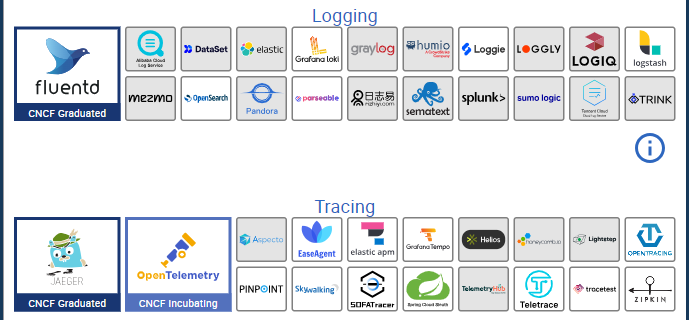 Logging
fluentd
CNCF Graduated
Alibaba Cloud
Log Service
DataSet
elastic
Grafana loki
graylog
humio
A CrowdStrike
Company
Loggie
LOGGLY
LOGIQ
logstash
mezmo
OpenSearch
Pandora
parseable
日志易
rizhiyi.com
sematext
splunk>
sumo logic
Tencent Cloud
Cloud Log Service
TRINK
Tracing
JAEGER
CNCF Graduated
OpenTelemetry
CNCF Incubating
Aspecto
EaseAgent
elastic apm
Grafana Tempo
Helios
honeycomb.io
Lightstep
OPENTRACING
PINPOINT
Skywalking
SOFATracer
Spring Cloud Sleuth
TelemetryHub
Teletrace
tracetest
ZIPKIN